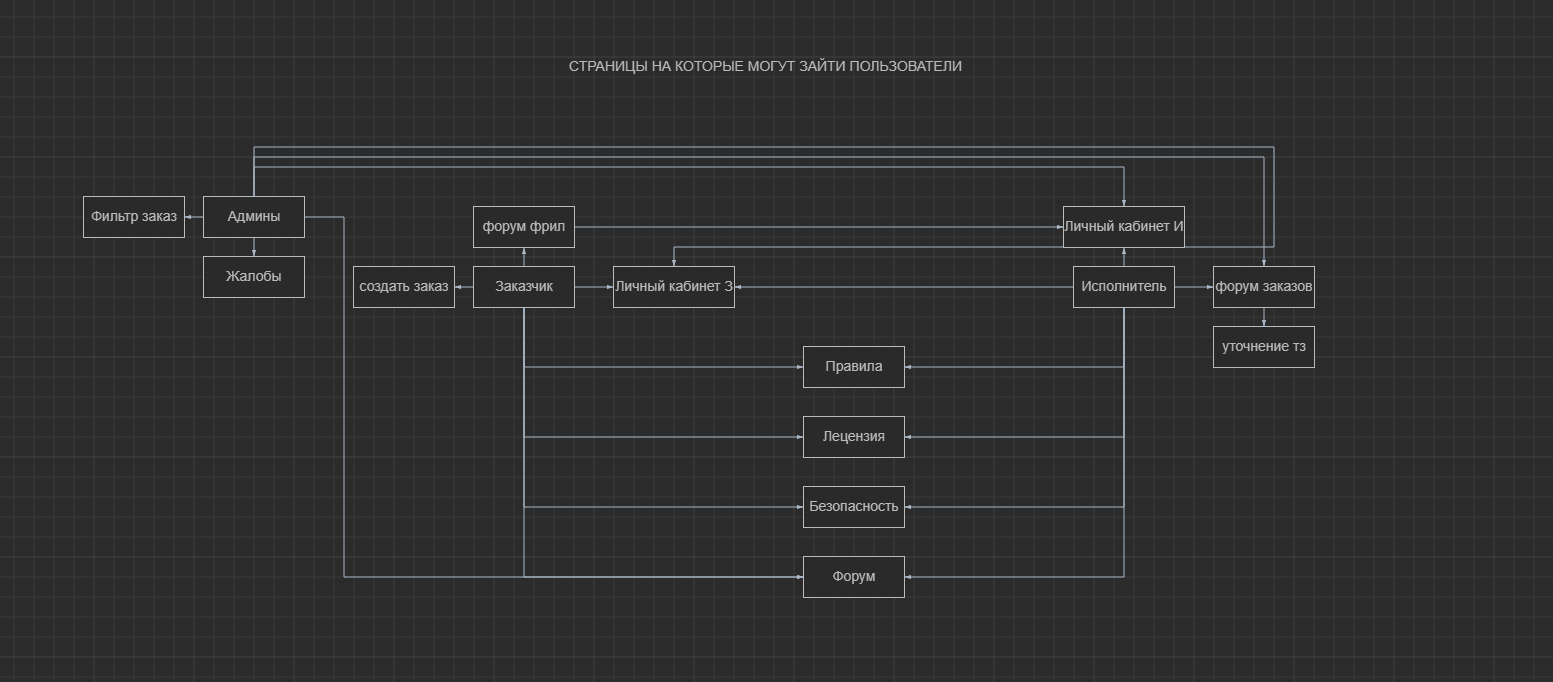 СТРАНИЦЫ НА КОТОРЫЕ МОГУТ ЗАЙТИ ПОЛЬЗОВАТЕЛИ
Фильтр заказ
Админы
Жалобы
форум фрил
создать заказ
Заказчик
Личный кабинет З
Личный кабинет И
Исполнитель
форум заказов
уточнение тз
Правила
Лецензия
Безопасность
Форум